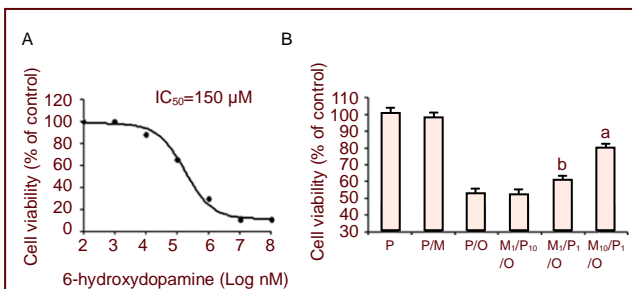 A
IC50=150 µM
Cell viability (% of control)
120
100
80
60
40
20
0
2 3 4 5 6 7 8
6-hydroxydopamine (Log nM)
B
Cell viability (% of control)
110
100
90
80
70
60
50
40
30
b
a
P P/M P/O M1/P10 M1/P1 M10/P1
/O /O /O